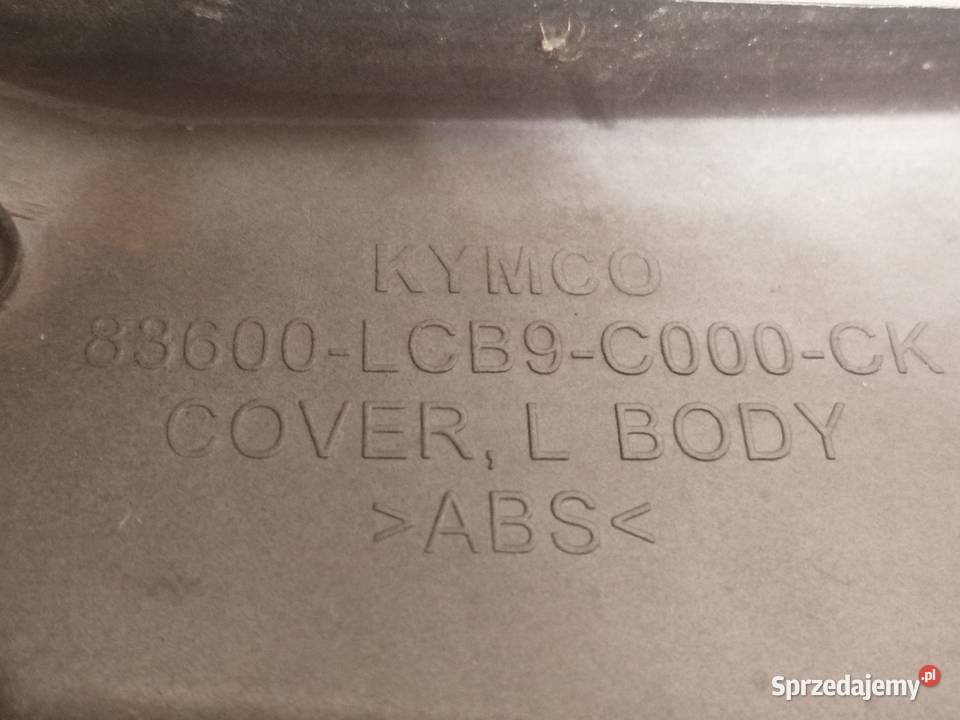 KYMCO
83600-LCB9-C000-CK
COVER, L BODY
>ABS<
Sprzedajemy.pl